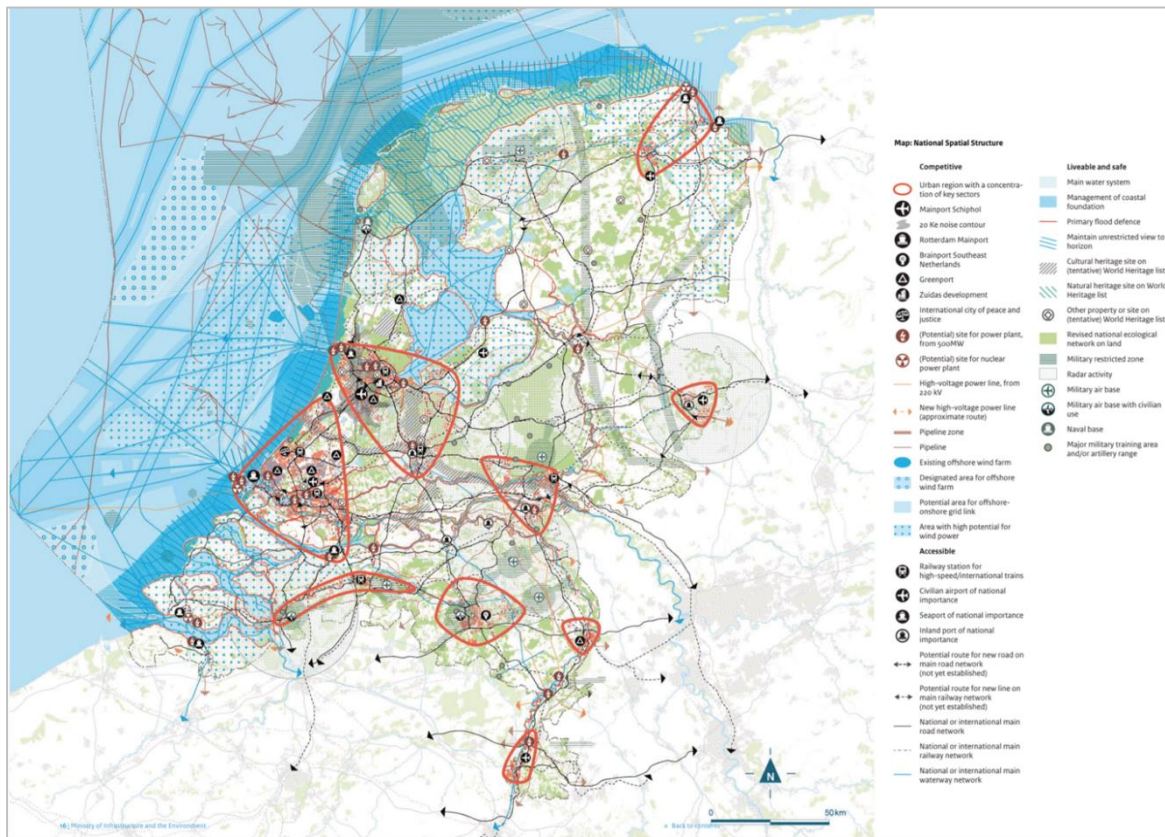 Map: National Spatial Structure
Competitive
Urban region with a concentra-
tion of key sectors
Mainport Schiphol
20 Ke noise contour
Rotterdam Mainport
Brainport Southeast
Netherlands
Greenport
Zuidas development
International city of peace and
justice
(Potential) site for power plant,
from 500MW
(Potential) site for nuclear
power plant
High-voltage power line, from
220 kV
New high-voltage power line
(approximate route)
Pipeline zone
Pipeline
Existing offshore wind farm
Designated area for offshore
wind farm
Potential area for offshore-
onshore grid link
Area with high potential for
wind power
Accessible
Railway station for
high-speed/international trains
Civilian airport of national
importance
Seaport of national importance
Inland port of national
importance
Potential route for new road on
main road network
(not yet established)
Potential route for new line on
main railway network
(not yet established)
National or international main
road network
National or international main
railway network
National or international main
waterway network
Liveable and safe
Main water system
Management of coastal
foundation
Primary flood defence
Maintain unrestricted view to
horizon
Cultural heritage site on
(tentative) World Heritage list
Natural heritage site on World
Heritage list
Other property or site on
(tentative) World Heritage list
Revised national ecological
network on land
Military restricted zone
Radar activity
Military air base
Military air base with civilian
use
Naval base
Major military training area
and/or artillery range
N
0 50 km
16 | Ministry of Infrastructure and the Environment
Back to contents